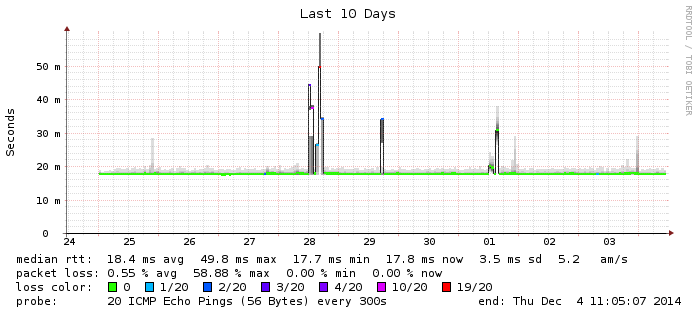 Last 10 Days
RRDTOOL / TOBI OETIKER
Seconds
50 m
40 m
30 m
20 m
10 m
0
24 25 26 27 28 29 30 01 02 03
median rtt: 18.4 ms avg 49.8 ms max 17.7 ms min 17.8 ms now 3.5 ms sd 5.2 am/s
packet loss: 0.55 % avg 58.88 % max 0.00 % min 0.00 % now
loss color: 0 1/20 2/20 3/20 4/20 10/20 19/20
probe: 20 ICMP Echo Pings (56 Bytes) every 300s end: Thu Dec 4 11:05:07 2014